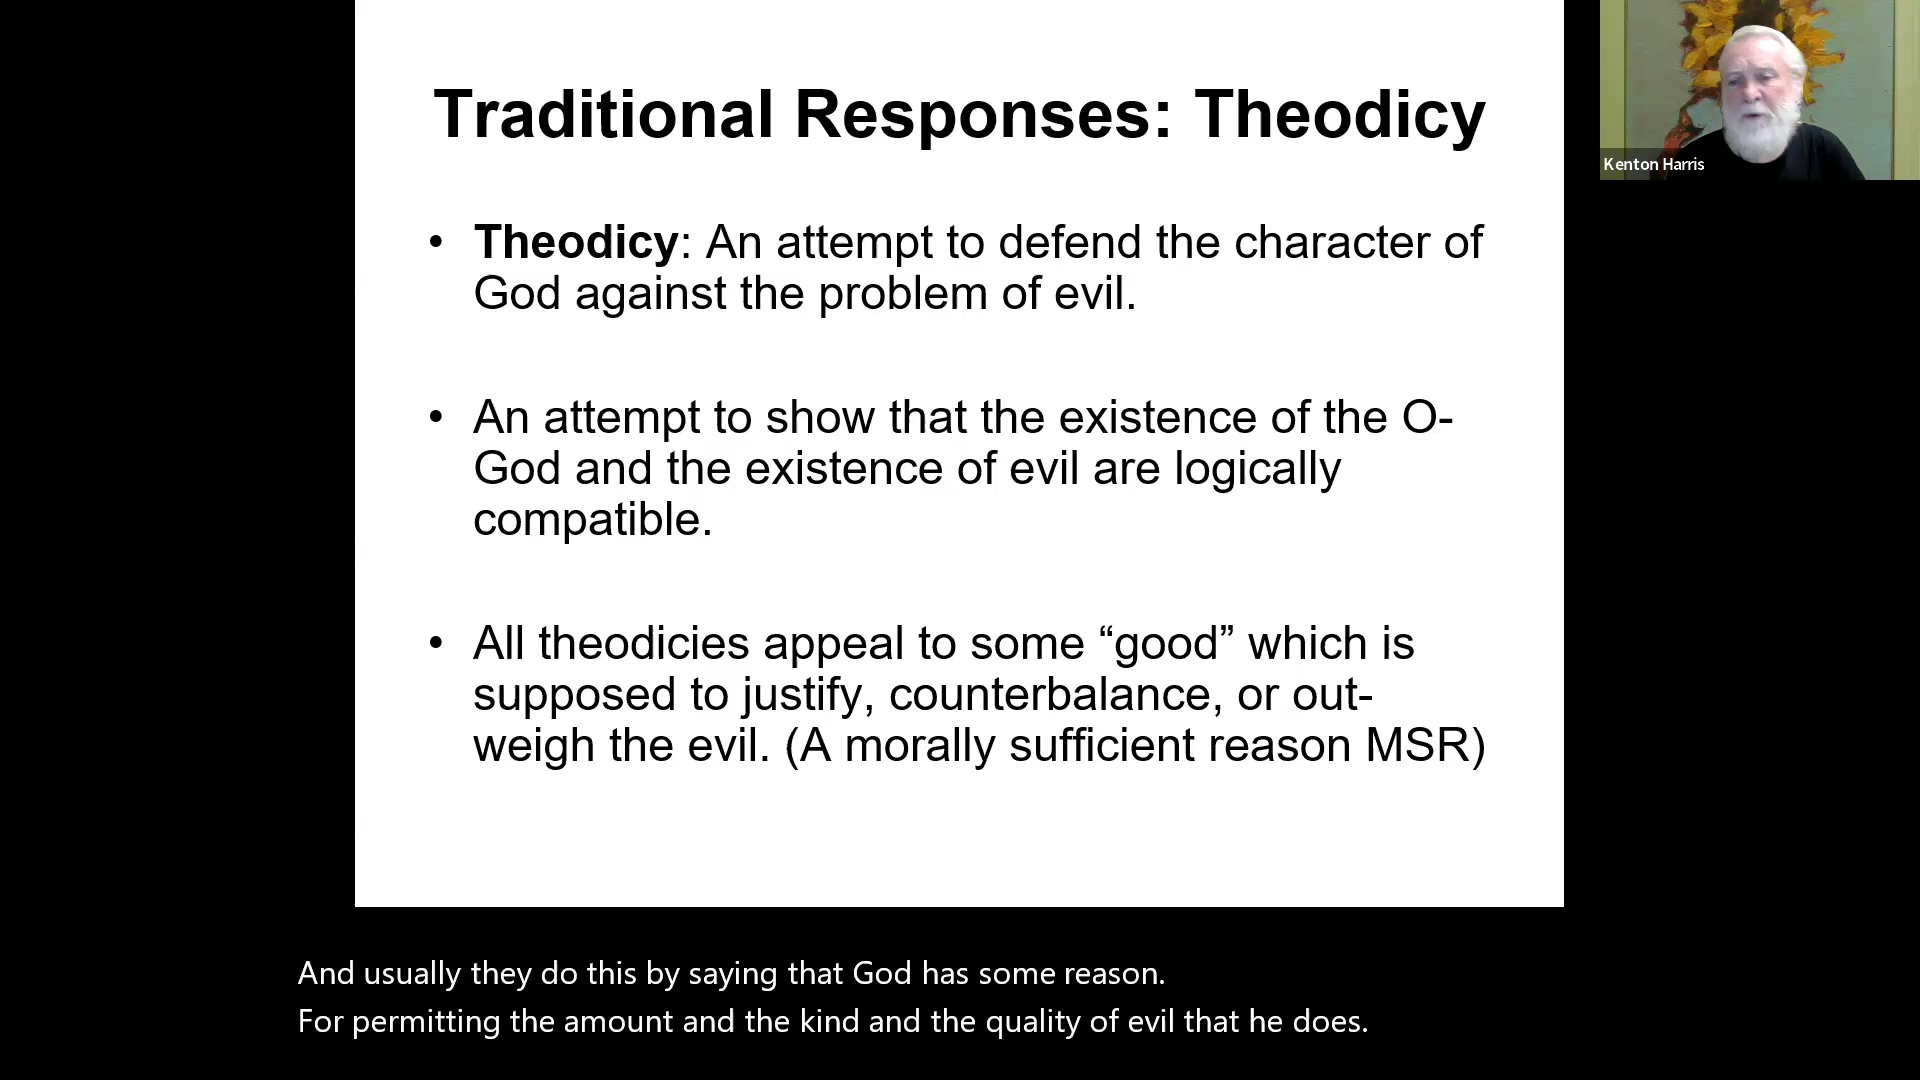 Traditional Responses: Theodicy
Kenton Harris
• Theodicy: An attempt to defend the character of
God against the problem of evil.
• An attempt to show that the existence of the O-
God and the existence of evil are logically
compatible.
• All theodicies appeal to some “good” which is
supposed to justify, counterbalance, or out-
weigh the evil. (A morally sufficient reason MSR)
And usually they do this by saying that God has some reason.
For permitting the amount and the kind and the quality of evil that he does.